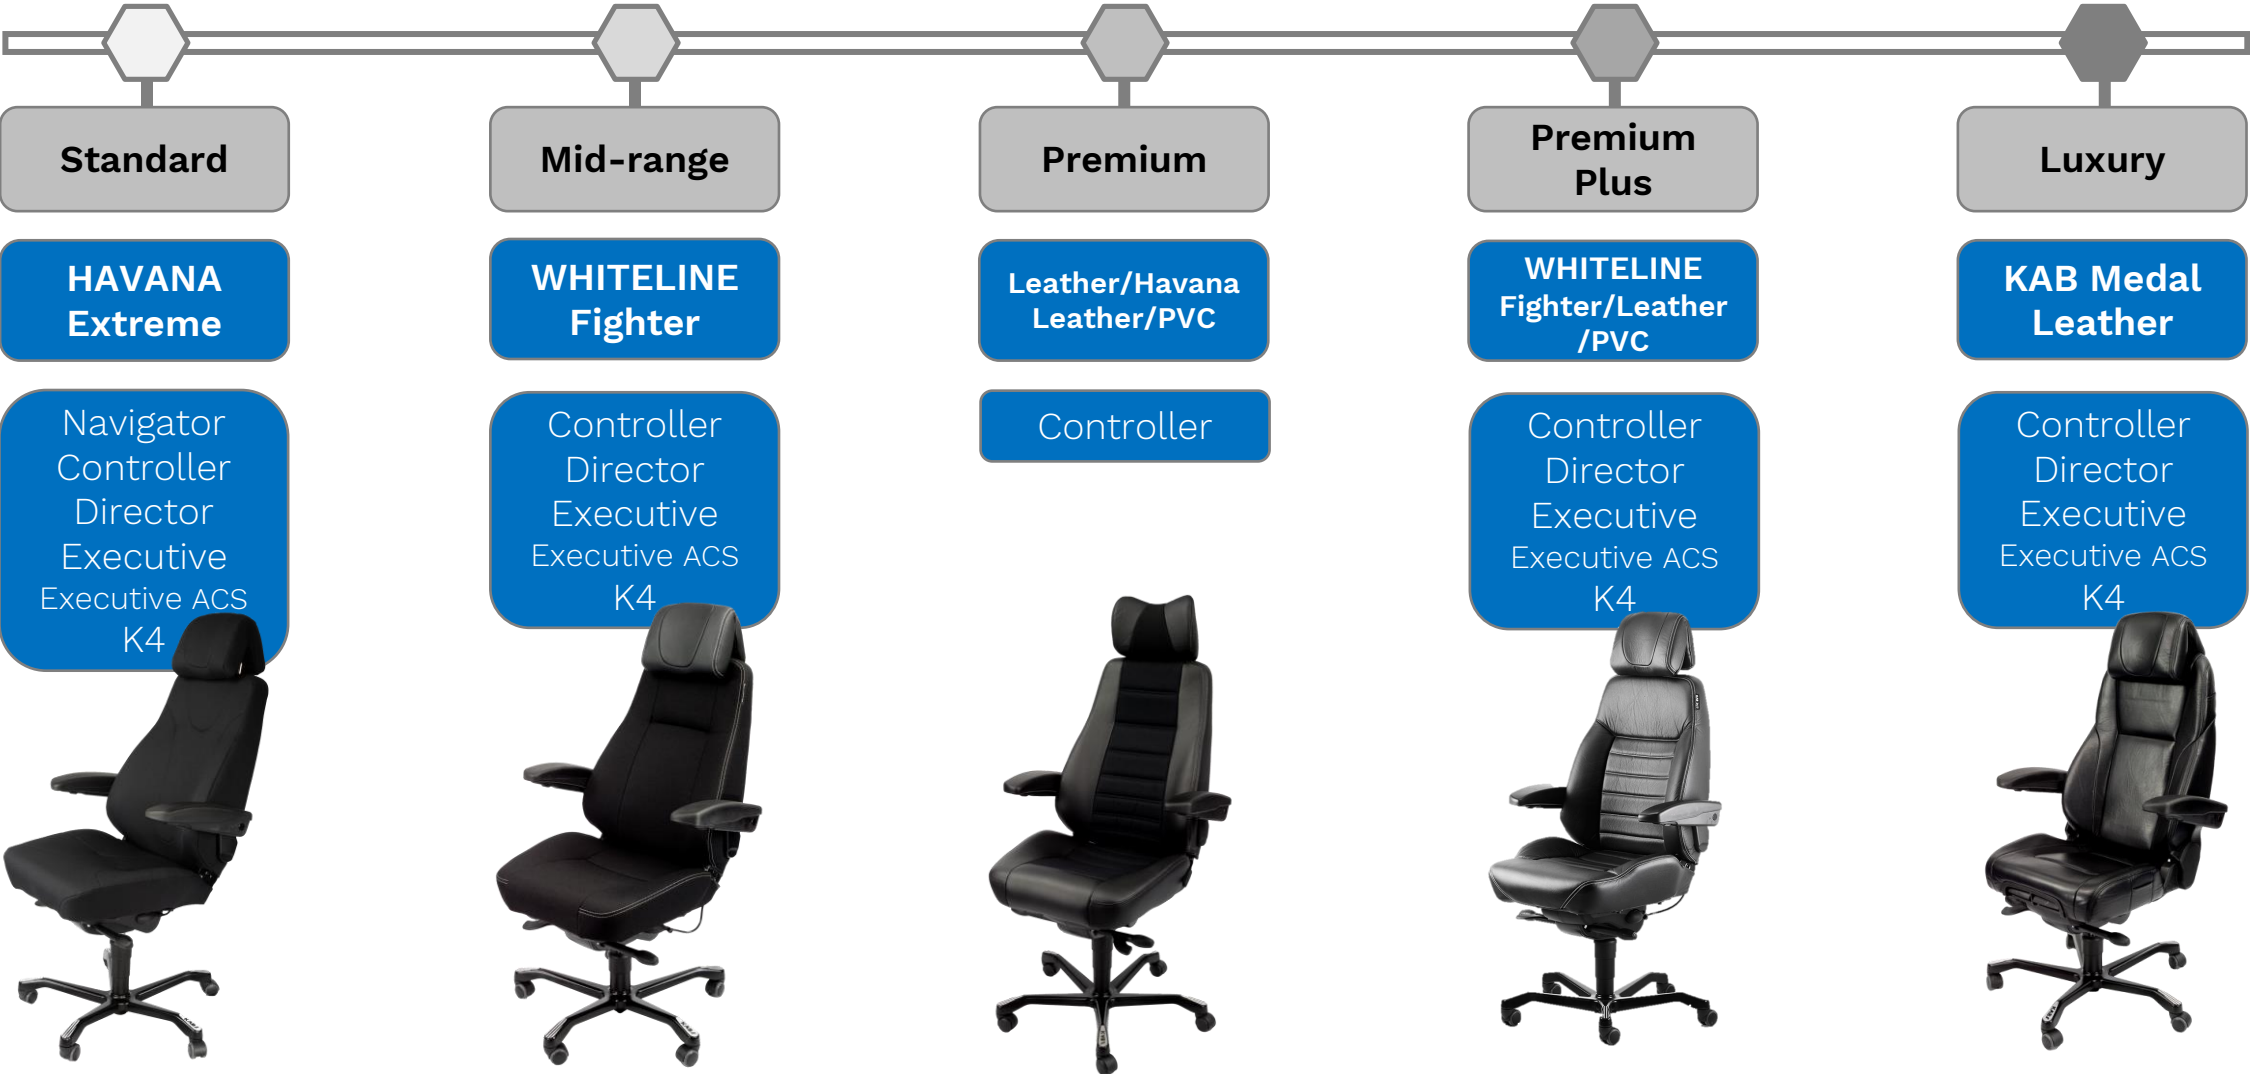 Standard
Mid-range
Premium
Premium
Plus
Luxury
HAVANA
Extreme
WHITELINE
Fighter
Leather/Havana
Leather/PVC
WHITELINE
Fighter/Leather
/PVC
KAB Medal
Leather
Navigator
Controller
Director
Executive
Executive ACS
K4
Controller
Director
Executive
Executive ACS
K4
Controller
Controller
Director
Executive
Executive ACS
K4
Controller
Director
Executive
Executive ACS
K4